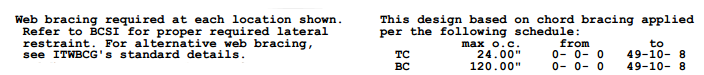 Web bracing required at each location shown.
Refer to BCSI for proper required lateral
restraint. For alternative web bracing,
see ITWBCG's standard details.
This design based on chord bracing applied
per the following schedule:
max o.c. from to
TC 24.00" 0- 0- 0 49-10- 8
BC 120.00" 0- 0- 0 49-10- 8